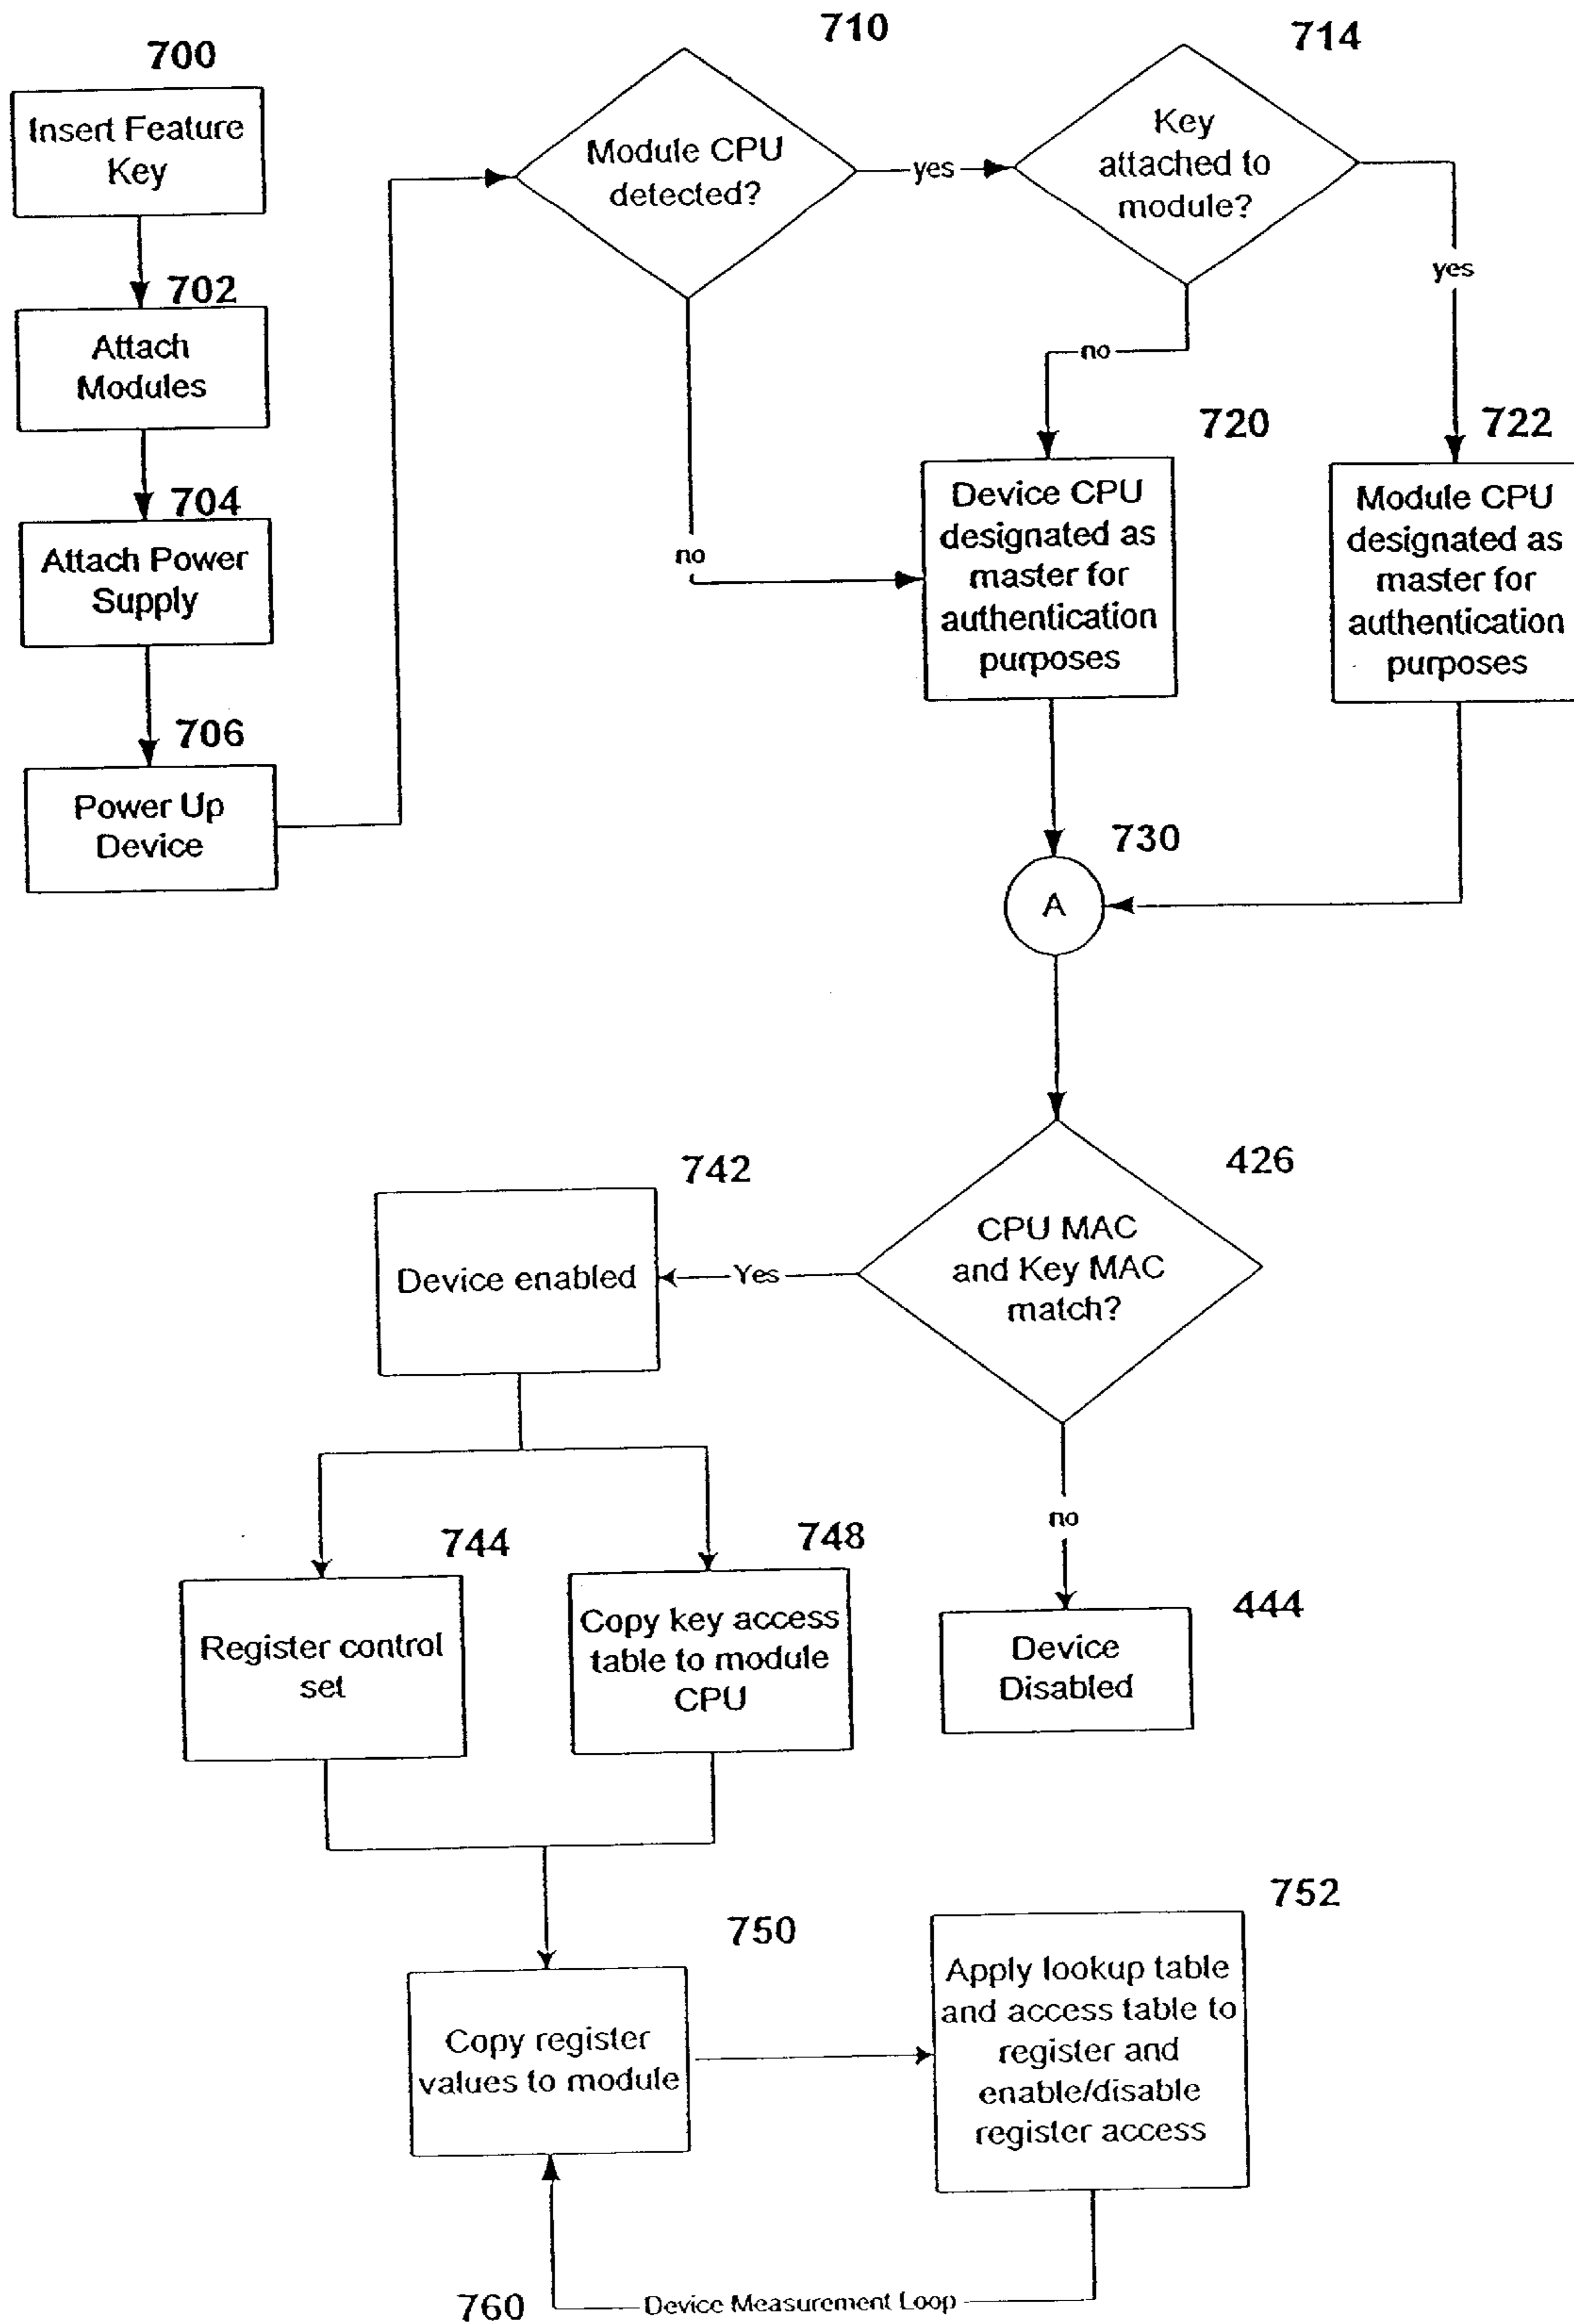 700
Insert Feature
Key
702
Attach
Modules
704
Attach Power
Supply
706
Power Up
Device
710
Module CPU
detected?
yes
no
714
Key
attached to
module?
yes
no
720
Device CPU
designated as
master for
authentication
purposes
722
Module CPU
designated as
master for
authentication
purposes
730
A
426
CPU MAC
and Key MAC
match?
Yes
no
742
Device enabled
444
Device
Disabled
744
Register control
set
748
Copy key access
table to module
CPU
750
Copy register
values to module
752
Apply lookup table
and access table to
register and
enable/disable
register access
760
Device Measurement Loop